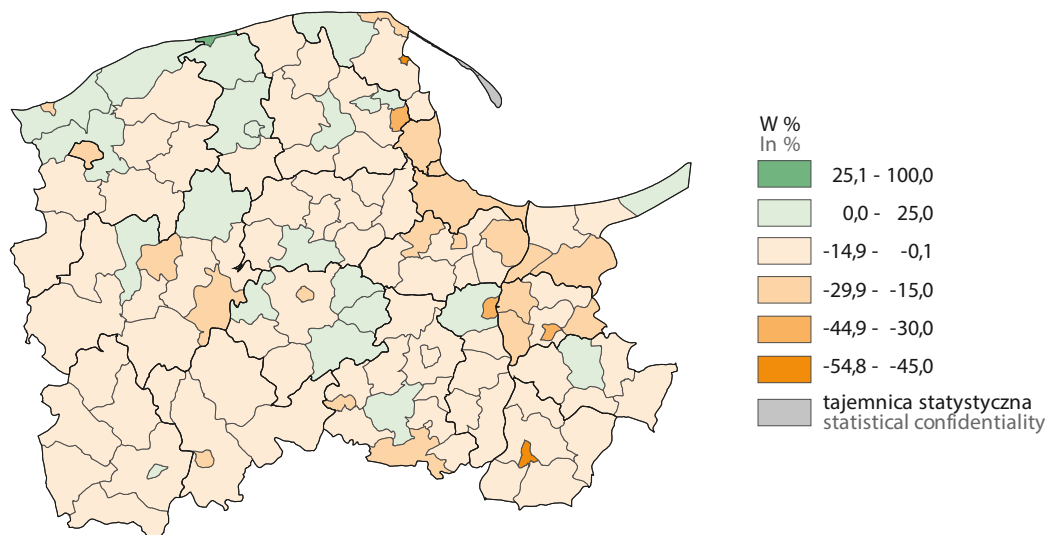 W %
In %
25,1 - 100,0
0,0 - 25,0
-14,9 - -0,1
-29,9 - -15,0
-44,9 - -30,0
-54,8 - -45,0
tajemnica statystyczna
statistical confidentiality